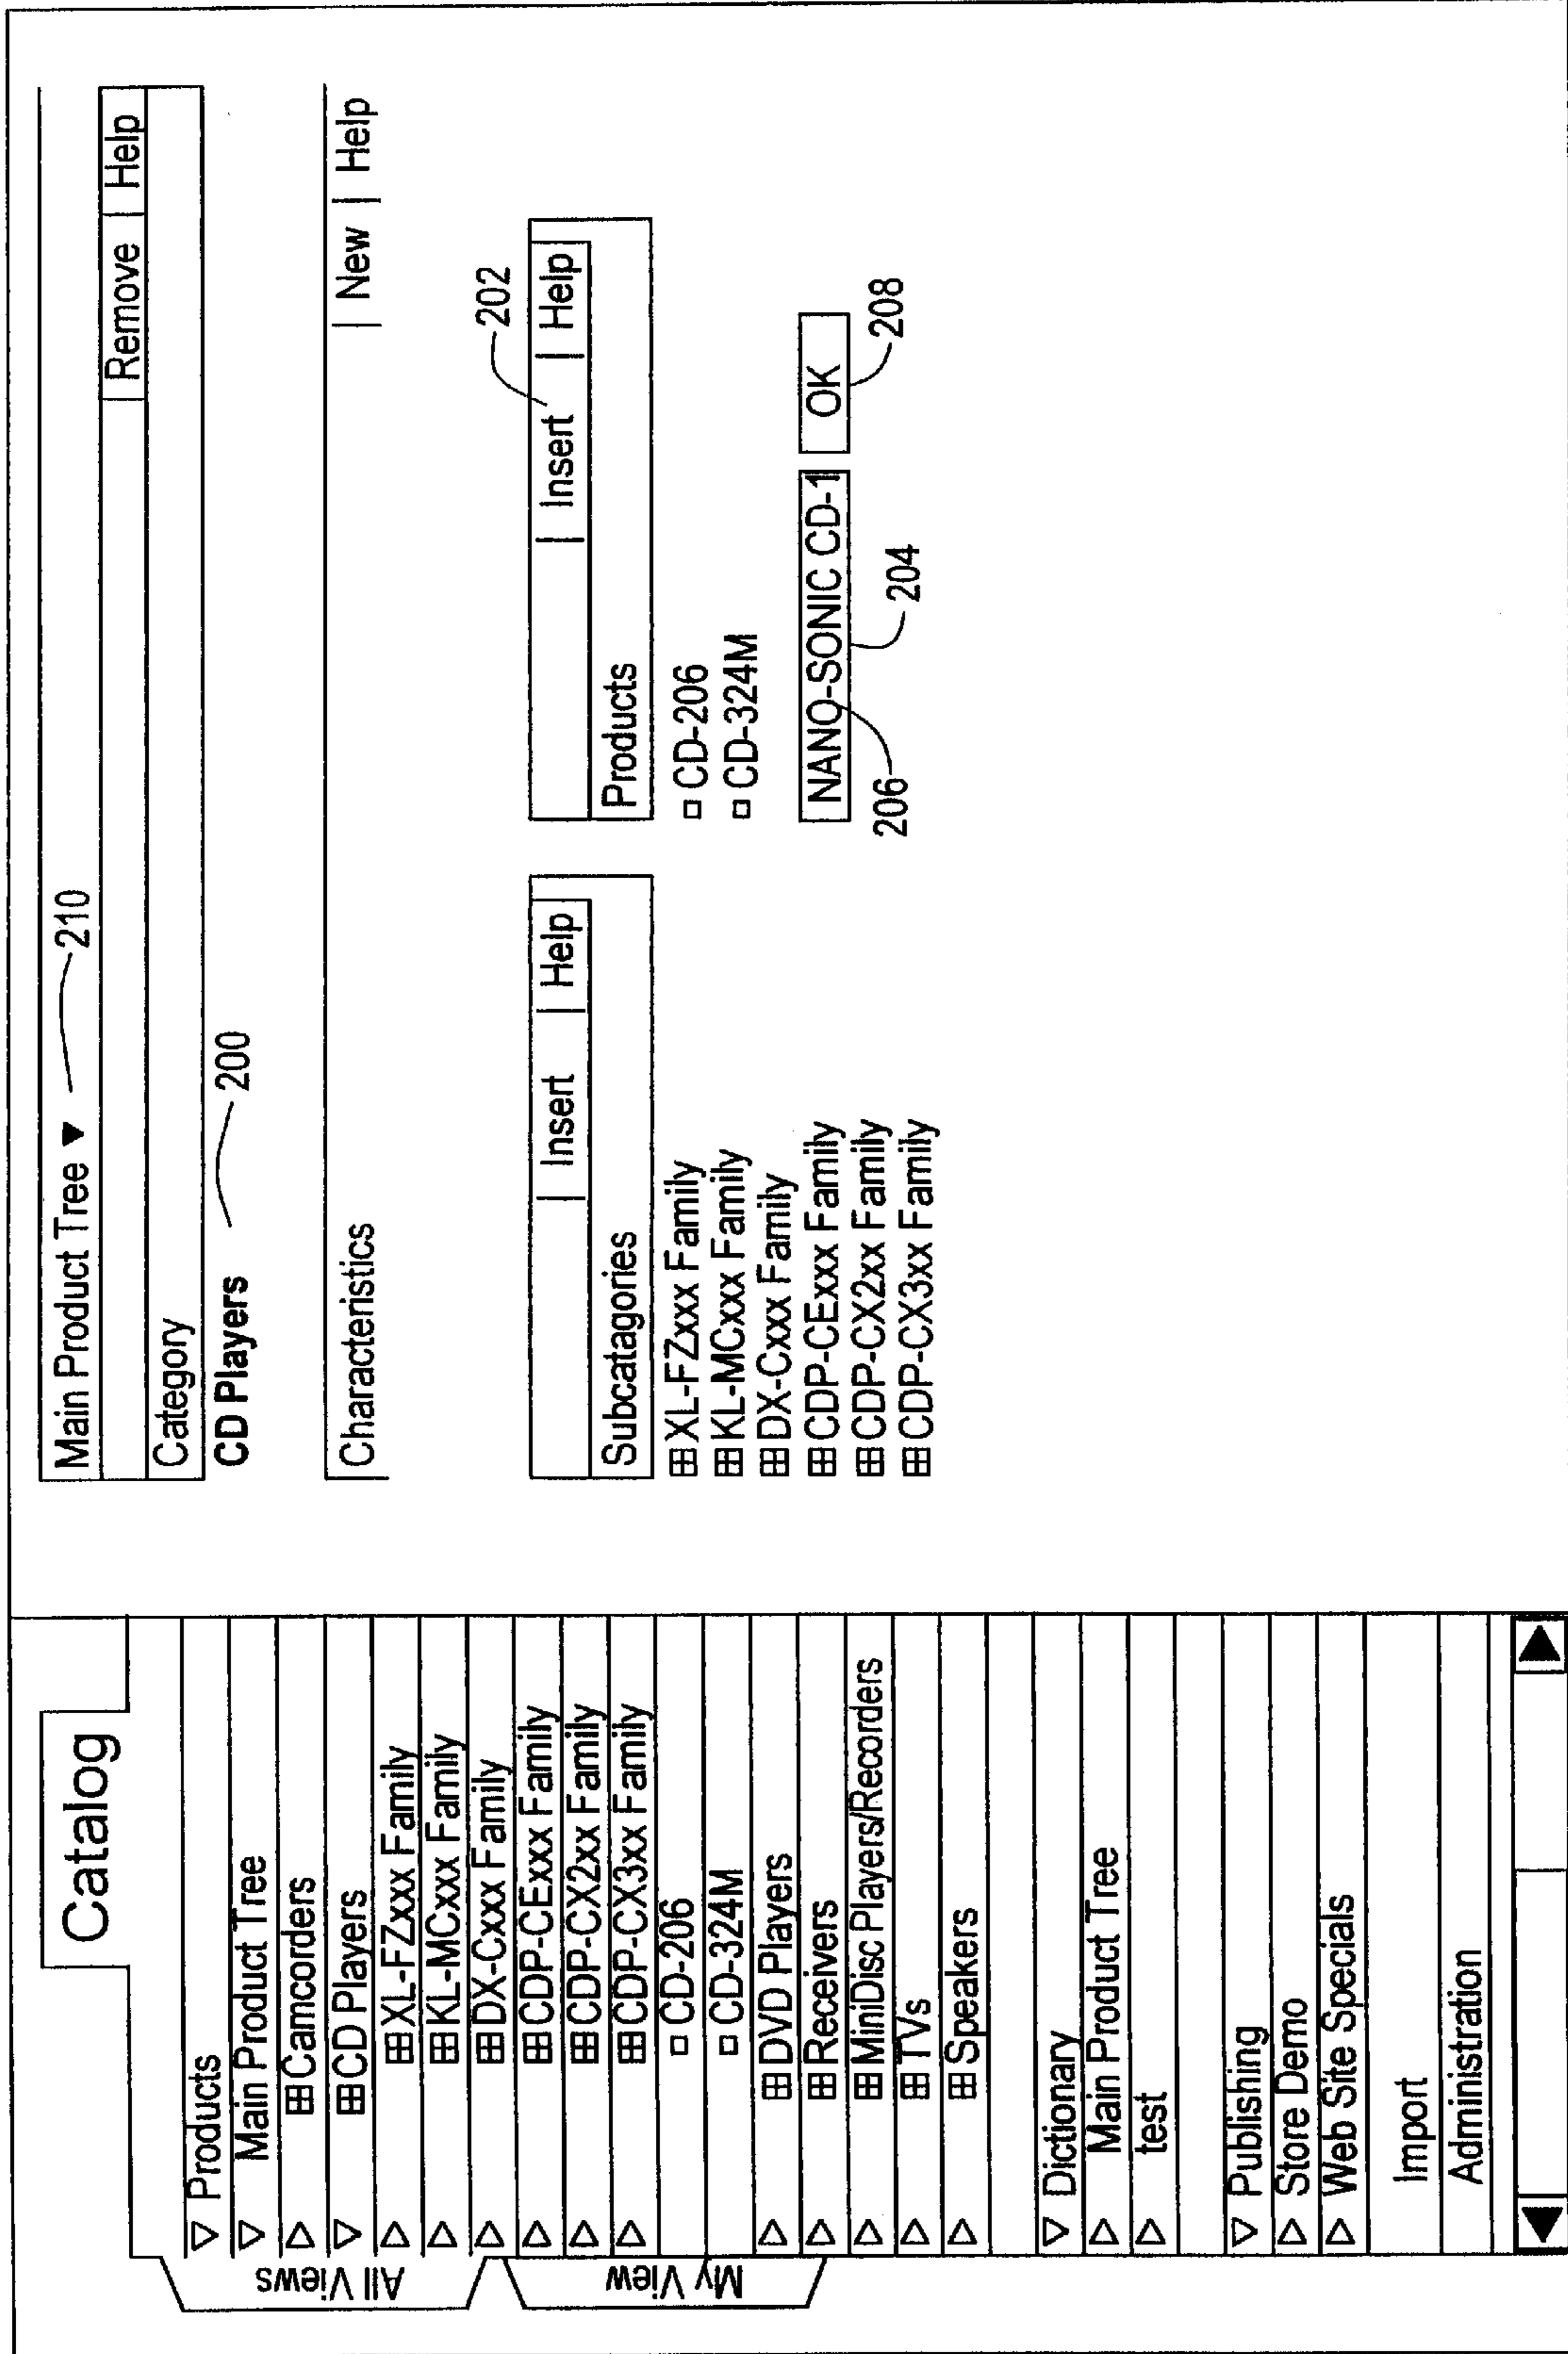 Catalog
All Views
My View
Products
Main Product Tree
Camcorders
CD Players
XL-FZxxx Family
KL-MCxxx Family
DX-Cxxx Family
CDP-CExxx Family
CDP-CX2xx Family
CDP-CX3xx Family
CD-206
CD-324M
DVD Players
Receivers
MiniDisc Players/Recorders
TVs
Speakers
Dictionary
Main Product Tree
test
Publishing
Store Demo
Web Site Specials
Import
Administration
Main Product Tree ▼ 210
| Remove | Help
Category
CD Players 200
Characteristics | New | Help
202
| Insert | Help
Subcatagories
XL-FZxxx Family
KL-MCxxx Family
DX-Cxxx Family
CDP-CExxx Family
CDP-CX2xx Family
CDP-CX3xx Family
| Insert | Help
Products
CD-206
CD-324M
NANO-SONIC CD-1 OK
206 204 208